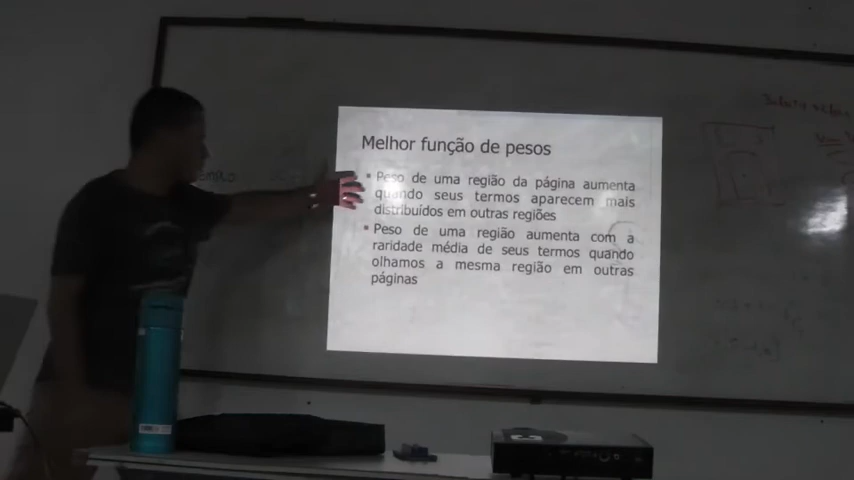 Melhor função de pesos
Peso de uma região da página aumenta
quando seus termos aparecem mais
distribuídos em outras regiões
Peso de uma região aumenta com a
raridade média de seus termos quando
olhamos a mesma região em outras
páginas